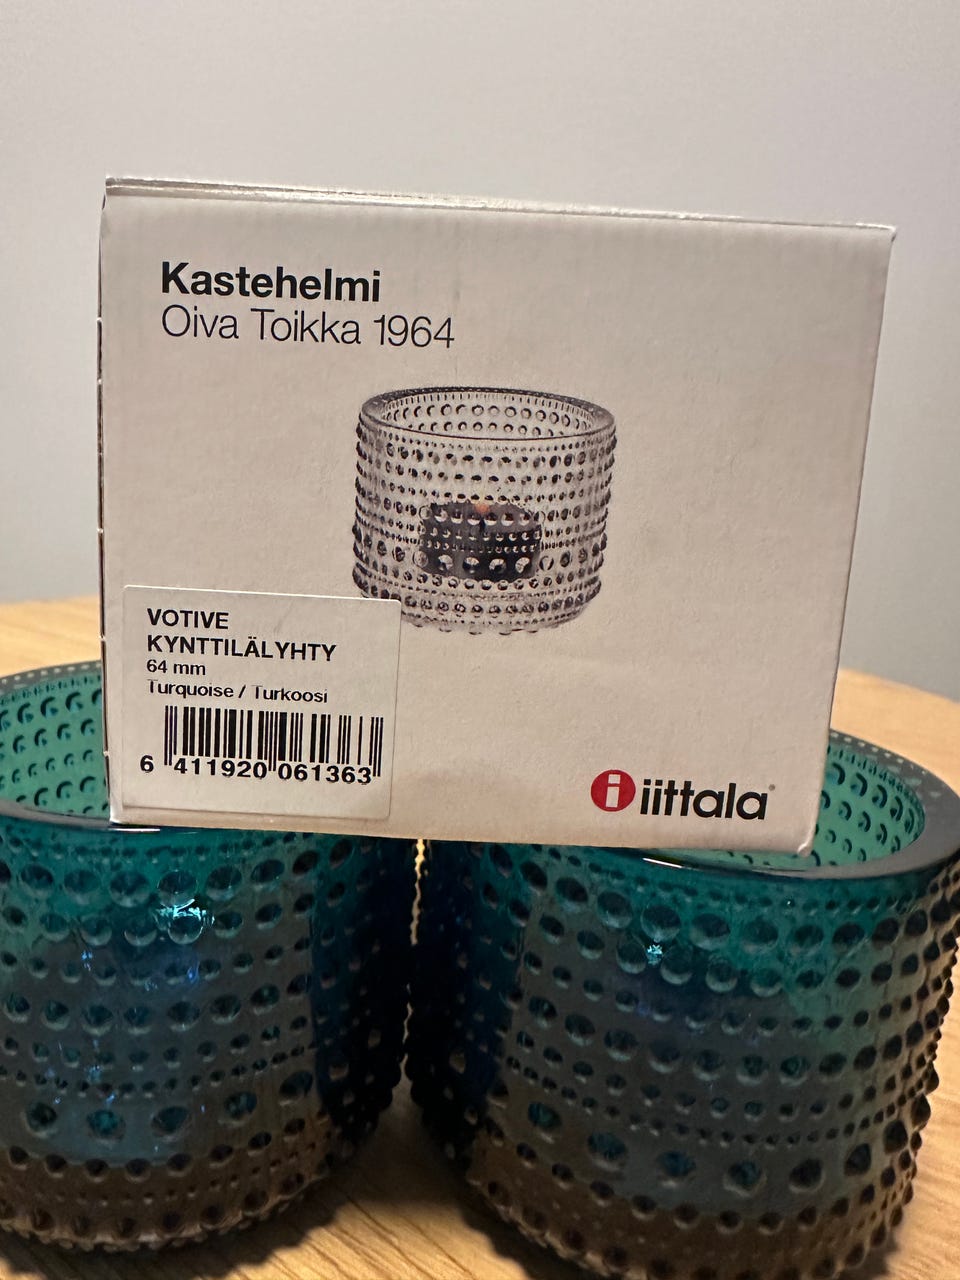 Kastehelmi
Oiva Toikka 1964
VOTIVE
KYNTTILÄLYHTY
64 mm
Turquoise / Turkoosi
6 411920 061363
iittala